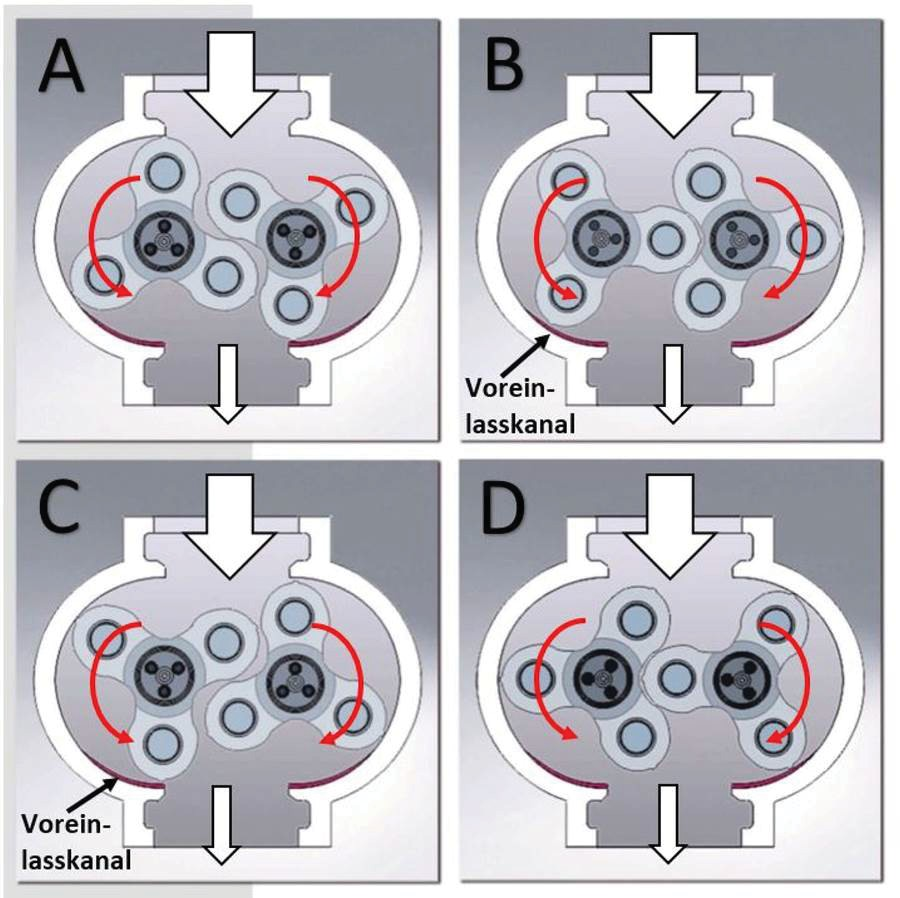 A
B
Vorein-
lasskanal
C
D
Vorein-
lasskanal